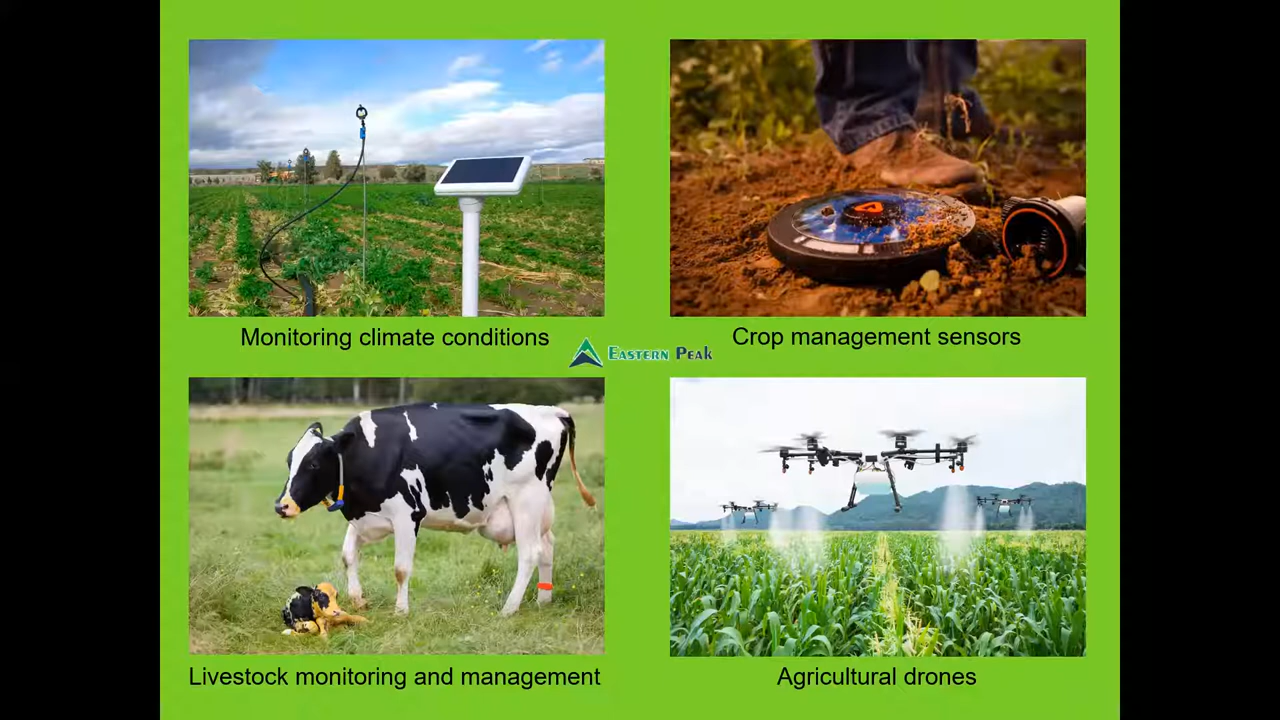 Monitoring climate conditions
Crop management sensors
EASTERN PEAK
Livestock monitoring and management
Agricultural drones